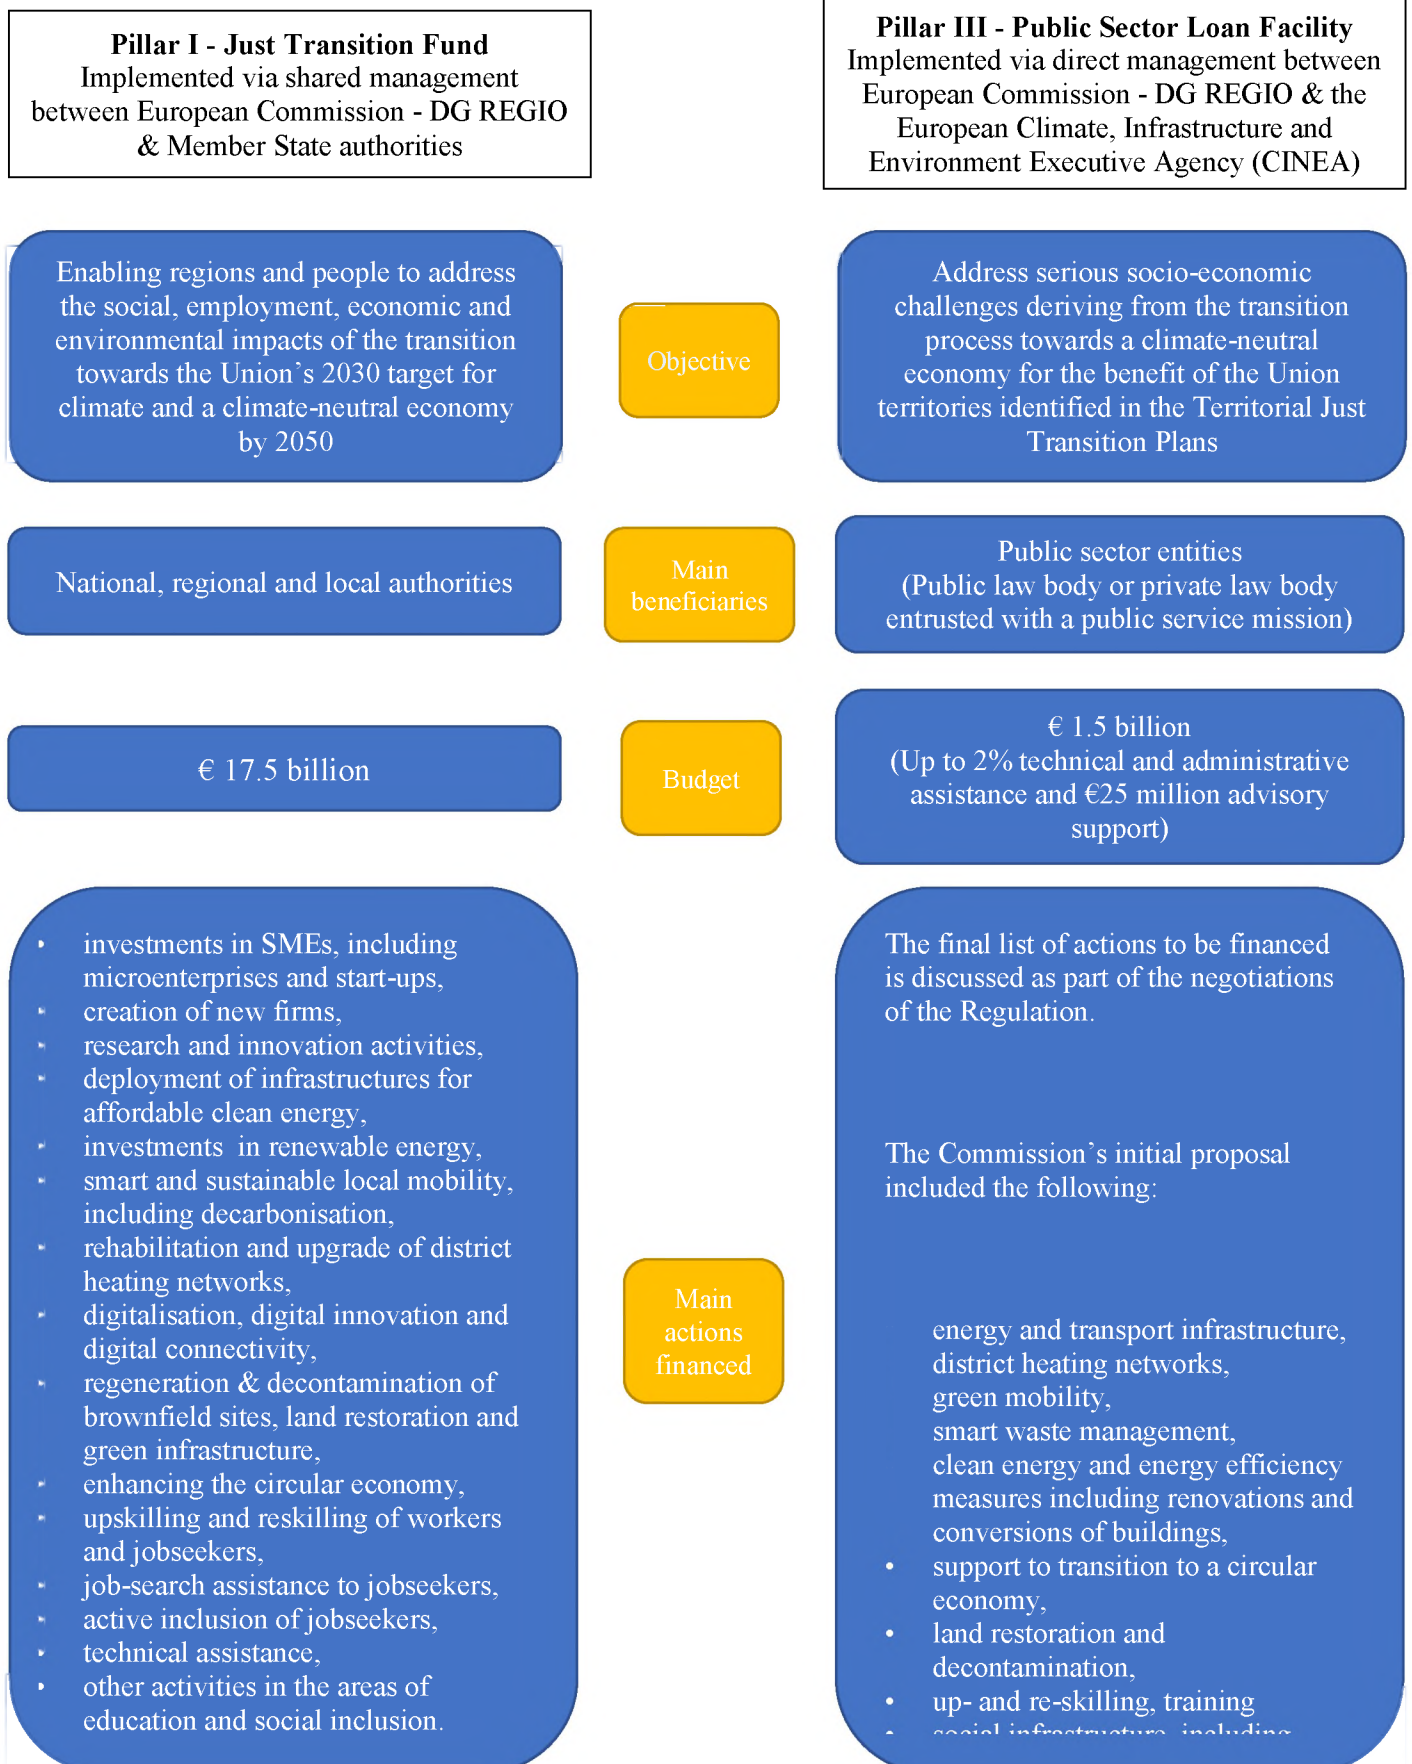 Pillar I - Just Transition Fund
Implemented via shared management
between European Commission - DG REGIO
& Member State authorities
Pillar III - Public Sector Loan Facility
Implemented via direct management between
European Commission - DG REGIO & the
European Climate, Infrastructure and
Environment Executive Agency (CINEA)
Enabling regions and people to address
the social, employment, economic and
environmental impacts of the transition
towards the Union's 2030 target for
climate and a climate-neutral economy
by 2050
Objective
Address serious socio-economic
challenges deriving from the transition
process towards a climate-neutral
economy for the benefit of the Union
territories identified in the Territorial Just
Transition Plans
National, regional and local authorities
Main
beneficiaries
Public sector entities
(Public law body or private law body
entrusted with a public service mission)
€ 17.5 billion
Budget
€ 1.5 billion
(Up to 2% technical and administrative
assistance and €25 million advisory
support)
• investments in SMEs, including
microenterprises and start-ups,
• creation of new firms,
• research and innovation activities,
• deployment of infrastructures for
affordable clean energy,
• investments  in renewable energy,
• smart and sustainable local mobility,
including decarbonisation,
• rehabilitation and upgrade of district
heating networks,
• digitalisation, digital innovation and
digital connectivity,
• regeneration & decontamination of
brownfield sites, land restoration and
green infrastructure,
• enhancing the circular economy,
• upskilling and reskilling of workers
and jobseekers,
• job-search assistance to jobseekers,
• active inclusion of jobseekers,
• technical assistance,
• other activities in the areas of
education and social inclusion.
Main
actions
financed
The final list of actions to be financed
is discussed as part of the negotiations
of the Regulation.
The Commission's initial proposal
included the following:
energy and transport infrastructure,
district heating networks,
green mobility,
smart waste management,
clean energy and energy efficiency
measures including renovations and
conversions of buildings,
• support to transition to a circular
economy,
• land restoration and
decontamination,
• up- and re-skilling, training
• social infrastructure, including